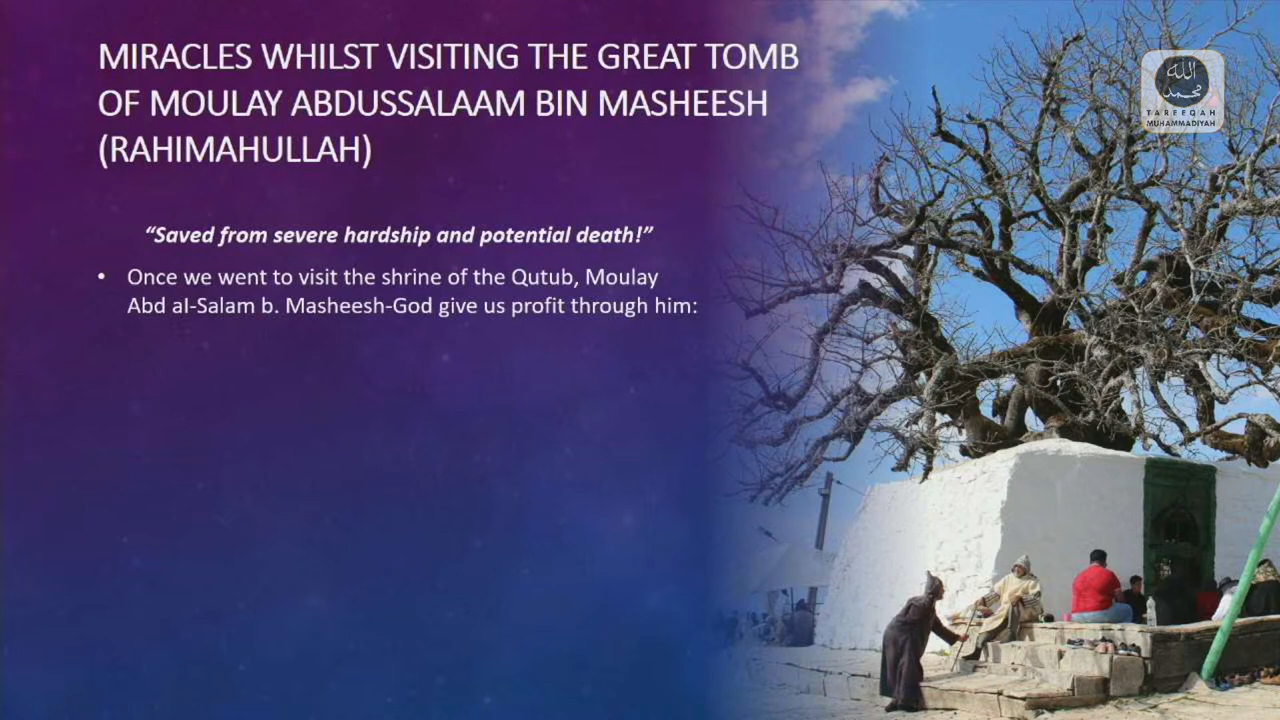 MIRACLES WHILST VISITING THE GREAT TOMB
OF MOULAY ABDUSSALAAM BIN MASHEESH
(RAHIMAHULLAH)
“Saved from severe hardship and potential death!”
• Once we went to visit the shrine of the Qutub, Moulay
Abd al-Salam b. Masheesh-God give us profit through him:
الله
محمد
TAREEQAH
MUHAMMADIYAH